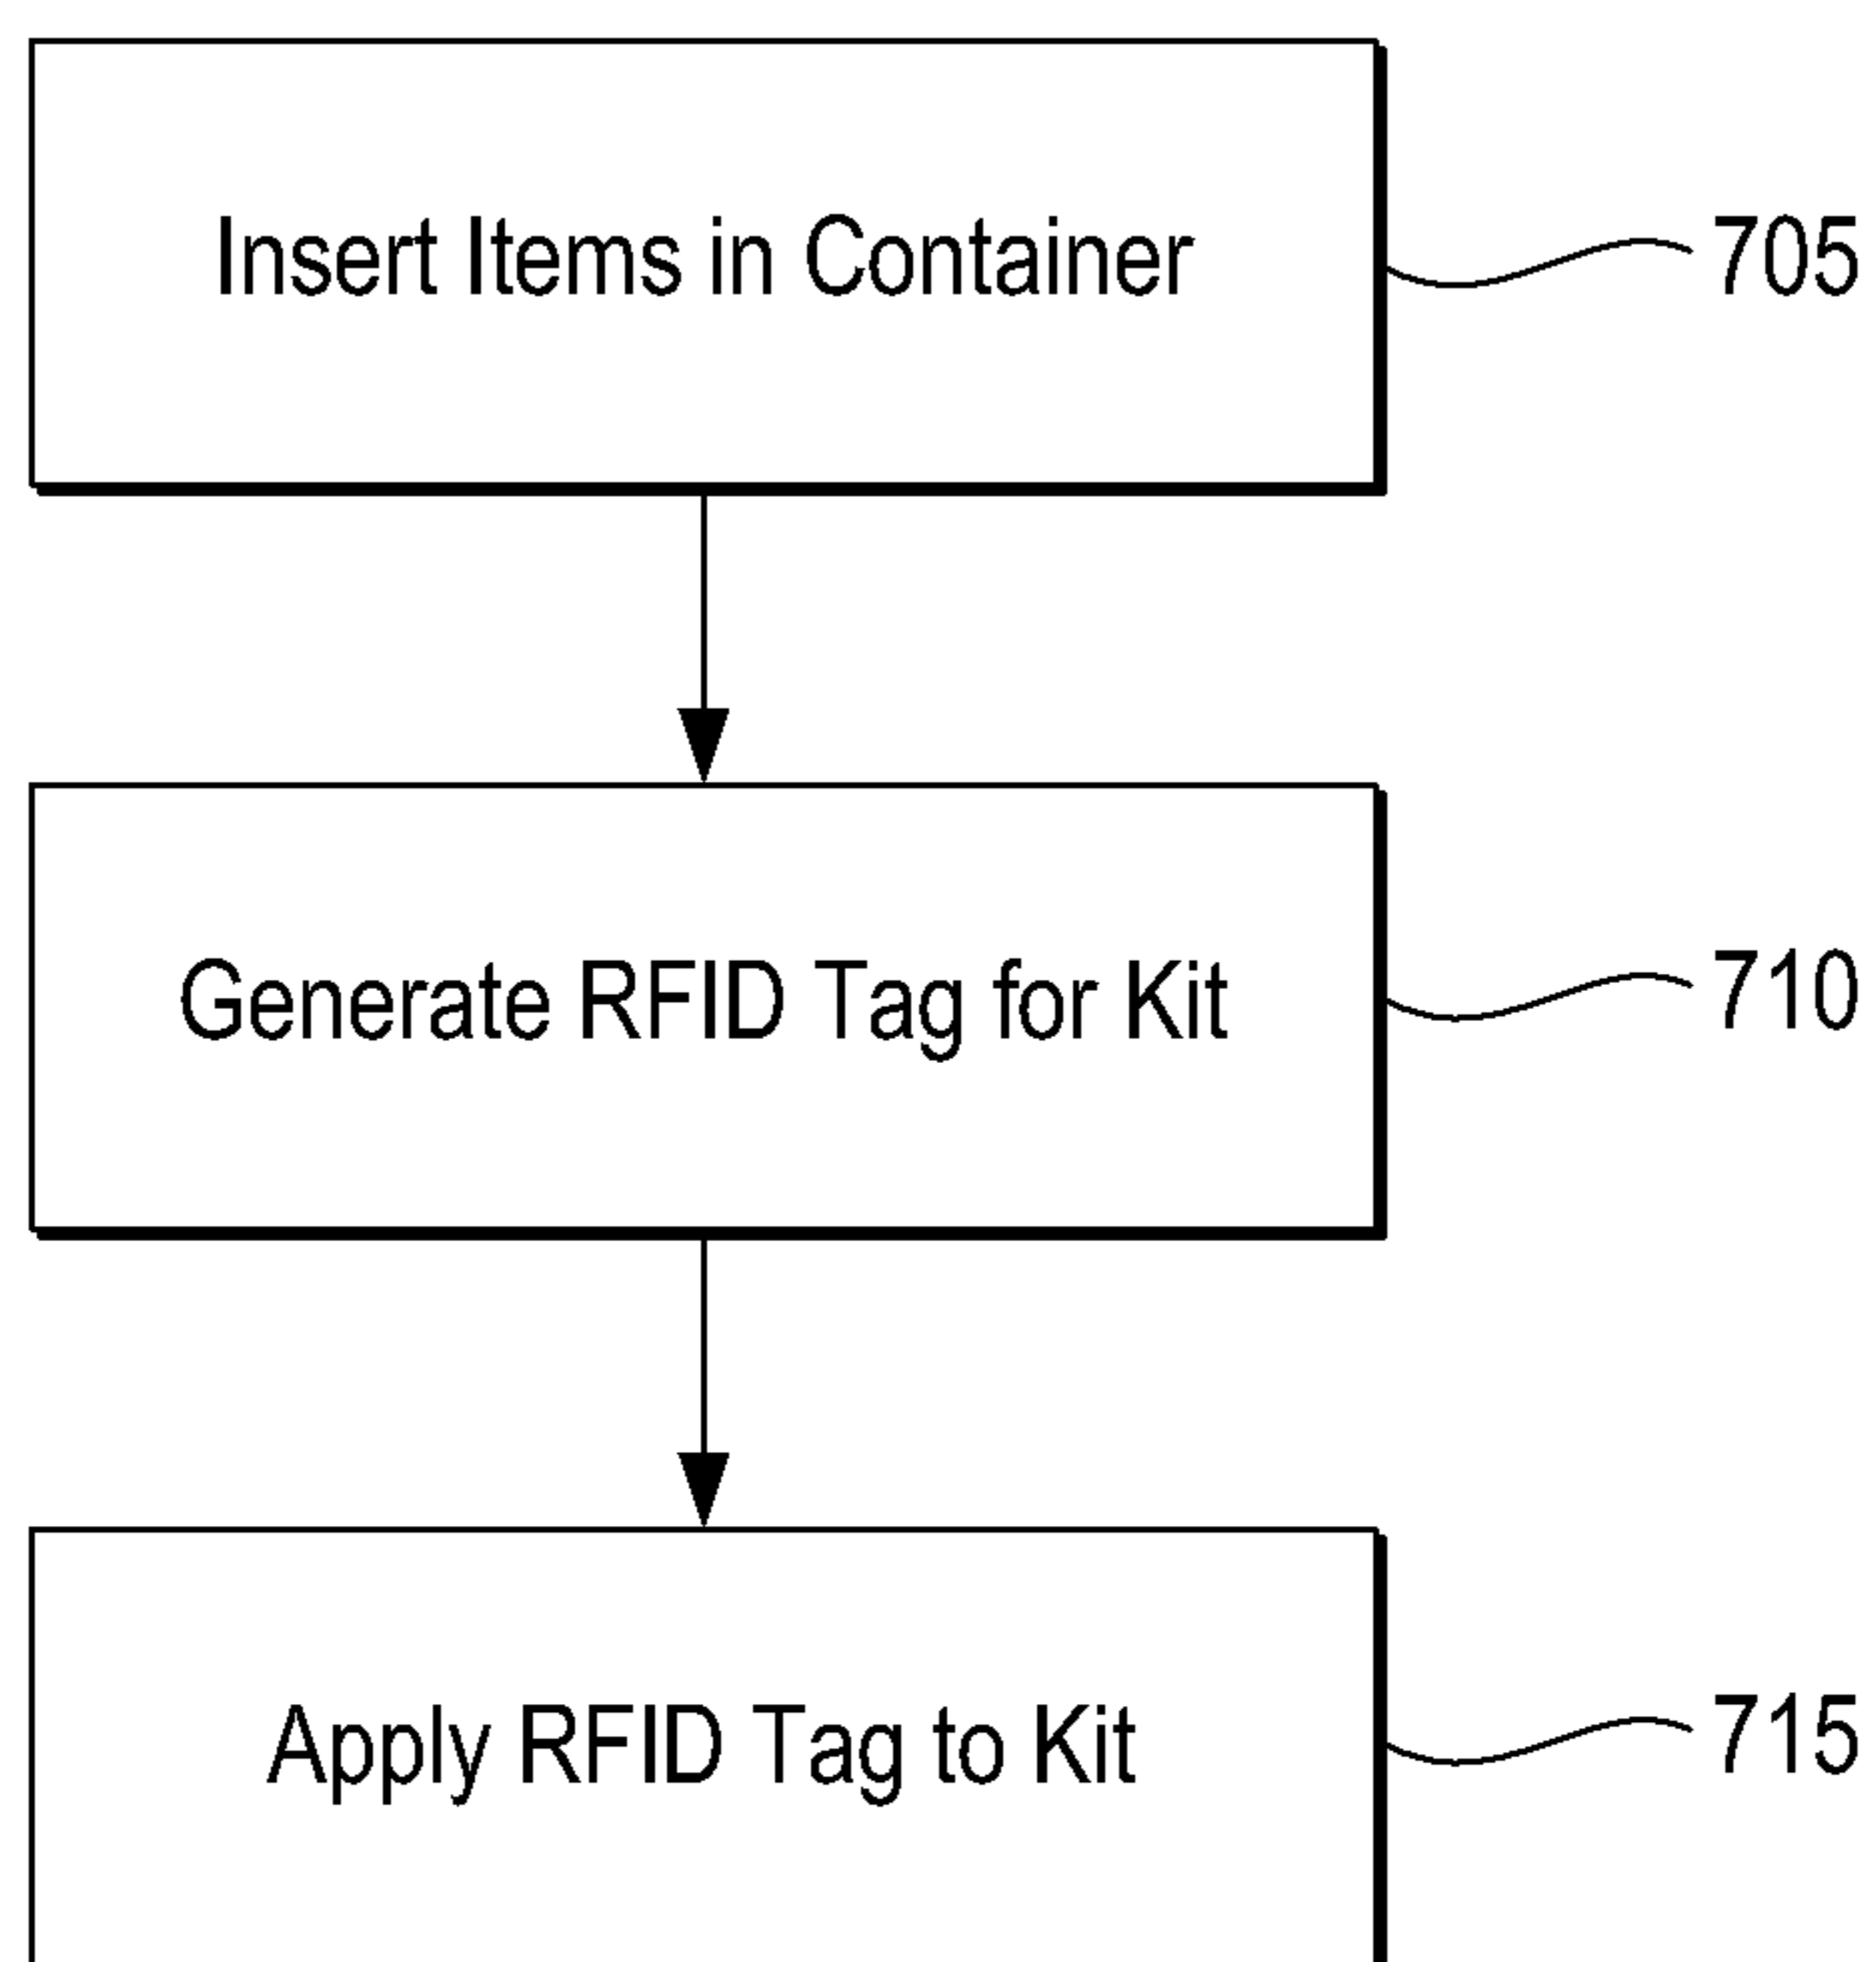 Insert Items in Container
705
Generate RFID Tag for Kit
710
Apply RFID Tag to Kit
715